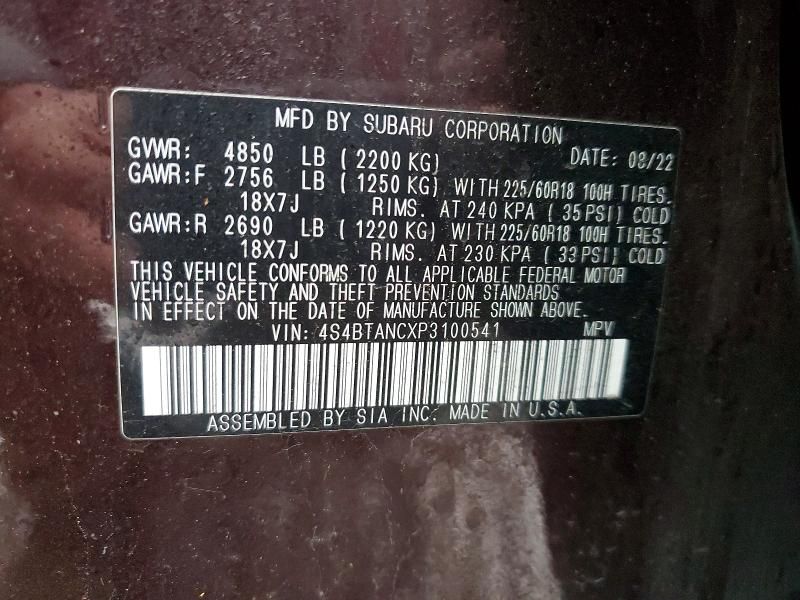 MFD BY SUBARU CORPORATION
GVWR: 4850 LB ( 2200 KG) DATE: 08/22
GAWR:F 2756 LB ( 1250 KG) WITH 225/60R18 100H TIRES.
18X7J RIMS. AT 240 KPA ( 35 PSI) COLD
GAWR:R 2690 LB ( 1220 KG) WITH 225/60R18 100H TIRES.
18X7J RIMS. AT 230 KPA ( 33 PSI) COLD
THIS VEHICLE CONFORMS TO ALL APPLICABLE FEDERAL MOTOR
VEHICLE SAFETY AND THEFT PREVENTION STANDARDS
IN EFFECT ON THE DATE OF MANUFACTURE SHOWN ABOVE.
VIN: 4S4BTANCXP3100541 MPV
ASSEMBLED BY SIA INC. MADE IN U.S.A.